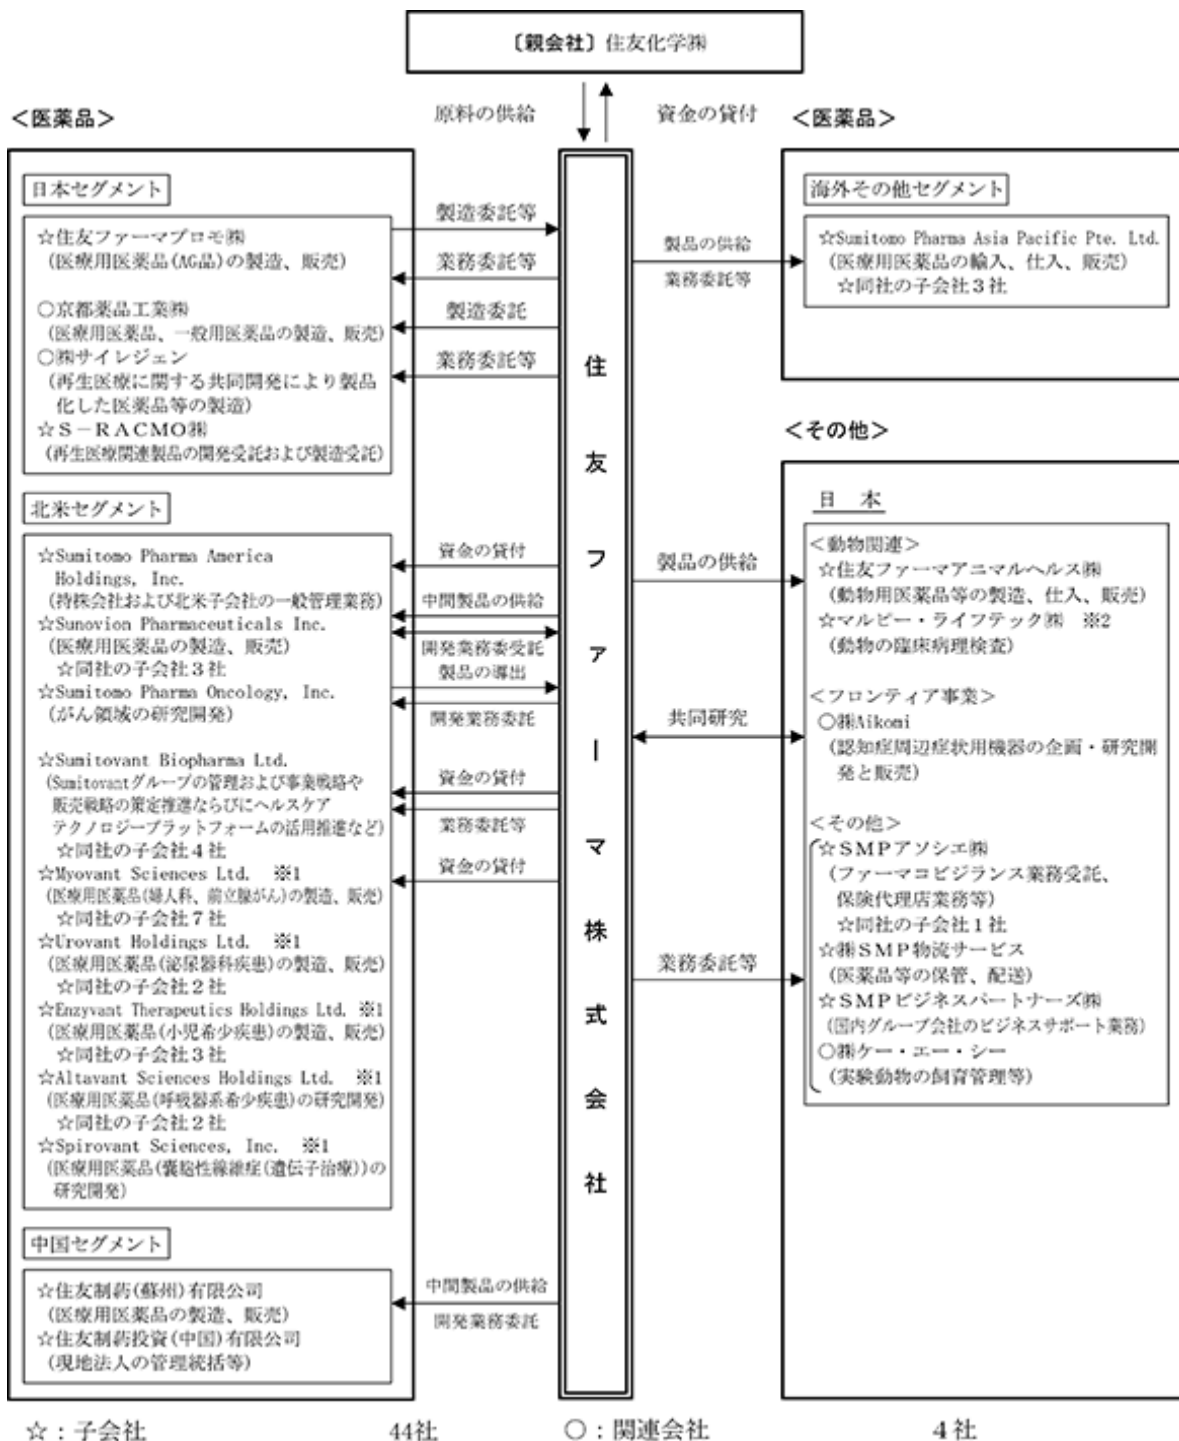 〔親会社〕住友化学㈱
原料の供給
資金の貸付
＜医薬品＞
日本セグメント
☆住友ファーマプロモ㈱
(医療用医薬品(AG品)の製造、販売)
○京都薬品工業㈱
(医療用医薬品、一般用医薬品の製造、販売)
○㈱サイレジェン
(再生医療に関する共同開発により製品
化した医薬品等の製造)
☆Ｓ－ＲＡＣＭＯ㈱
(再生医療関連製品の開発受託および製造受託)
製造委託等
業務委託等
製造委託
業務委託等
北米セグメント
☆Sumitomo Pharma America
Holdings, Inc.
(持株会社および北米子会社の一般管理業務)
☆Sunovion Pharmaceuticals Inc.
(医療用医薬品の製造、販売)
☆同社の子会社３社
☆Sumitomo Pharma Oncology, Inc.
(がん領域の研究開発)
☆Sumitovant Biopharma Ltd.
(Sumitovantグループの管理および事業戦略や
販売戦略の策定推進ならびにヘルスケア
テクノロジープラットフォームの活用推進など)
☆同社の子会社４社
☆Myovant Sciences Ltd. ※1
(医療用医薬品(婦人科、前立腺がん)の製造、販売)
☆同社の子会社７社
☆Urovant Holdings Ltd. ※1
(医療用医薬品(泌尿器科疾患)の製造、販売)
☆同社の子会社２社
☆Enzyvant Therapeutics Holdings Ltd. ※1
(医療用医薬品(小児希少疾患)の製造、販売)
☆同社の子会社３社
☆Altavant Sciences Holdings Ltd. ※1
(医療用医薬品(呼吸器系希少疾患)の研究開発)
☆同社の子会社２社
☆Spirovant Sciences, Inc. ※1
(医療用医薬品(嚢胞性線維症(遺伝子治療))の
研究開発)
資金の貸付
中間製品の供給
開発業務委受託
製品の導出
開発業務委託
資金の貸付
業務委託等
資金の貸付
中国セグメント
☆住友制葯(蘇州)有限公司
(医療用医薬品の製造、販売)
☆住友制葯投資(中国)有限公司
(現地法人の管理統括等)
中間製品の供給
開発業務委託
住友ファーマ株式会社
＜医薬品＞
海外その他セグメント
☆Sumitomo Pharma Asia Pacific Pte. Ltd.
(医療用医薬品の輸入、仕入、販売)
☆同社の子会社３社
製品の供給
業務委託等
＜その他＞
日　本
＜動物関連＞
☆住友ファーマアニマルヘルス㈱
(動物用医薬品等の製造、仕入、販売)
☆マルピー・ライフテック㈱ ※2
(動物の臨床病理検査)
＜フロンティア事業＞
○㈱Aikomi
(認知症周辺症状用機器の企画・研究開
発と販売)
＜その他＞
☆ＳＭＰアソシエ㈱
(ファーマコビジランス業務受託、
保険代理店業務等)
☆同社の子会社１社
☆㈱ＳＭＰ物流サービス
(医薬品等の保管、配送)
☆ＳＭＰビジネスパートナーズ㈱
(国内グループ会社のビジネスサポート業務)
○㈱ケー・エー・シー
(実験動物の飼育管理等)
製品の供給
共同研究
業務委託等
☆：子会社　44社　○：関連会社　４社